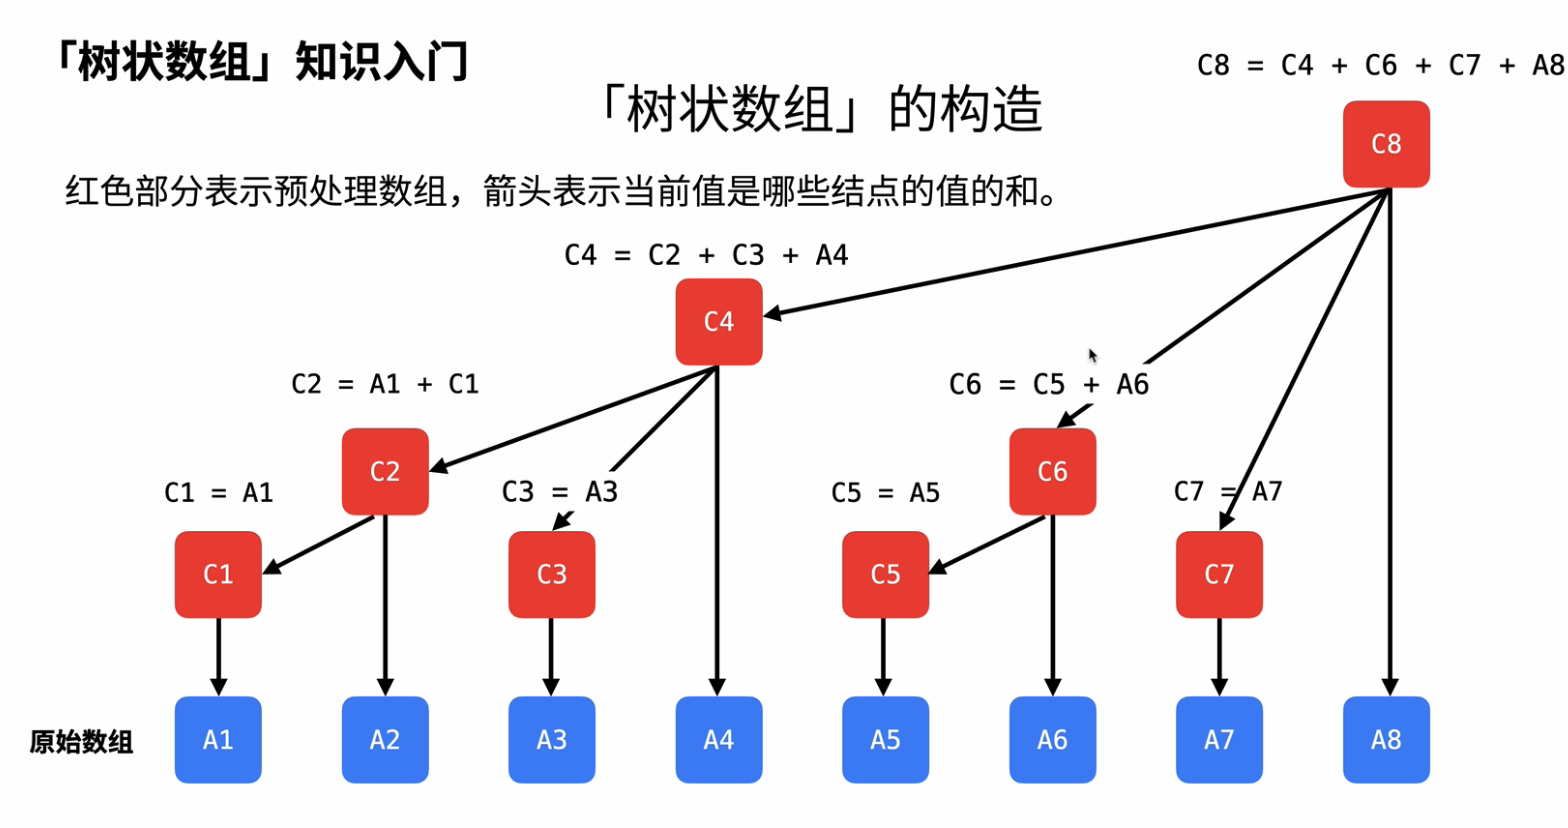 「树状数组」知识入门
C8 = C4 + C6 + C7 + A8
「树状数组」的构造
C8
红色部分表示预处理数组，箭头表示当前值是哪些结点的值的和。
C4 = C2 + C3 + A4
C4
C2 = A1 + C1
C6 = C5 + A6
C2
C6
C1 = A1
C3 = A3
C5 = A5
C7 = A7
C1
C3
C5
C7
原始数组
A1
A2
A3
A4
A5
A6
A7
A8